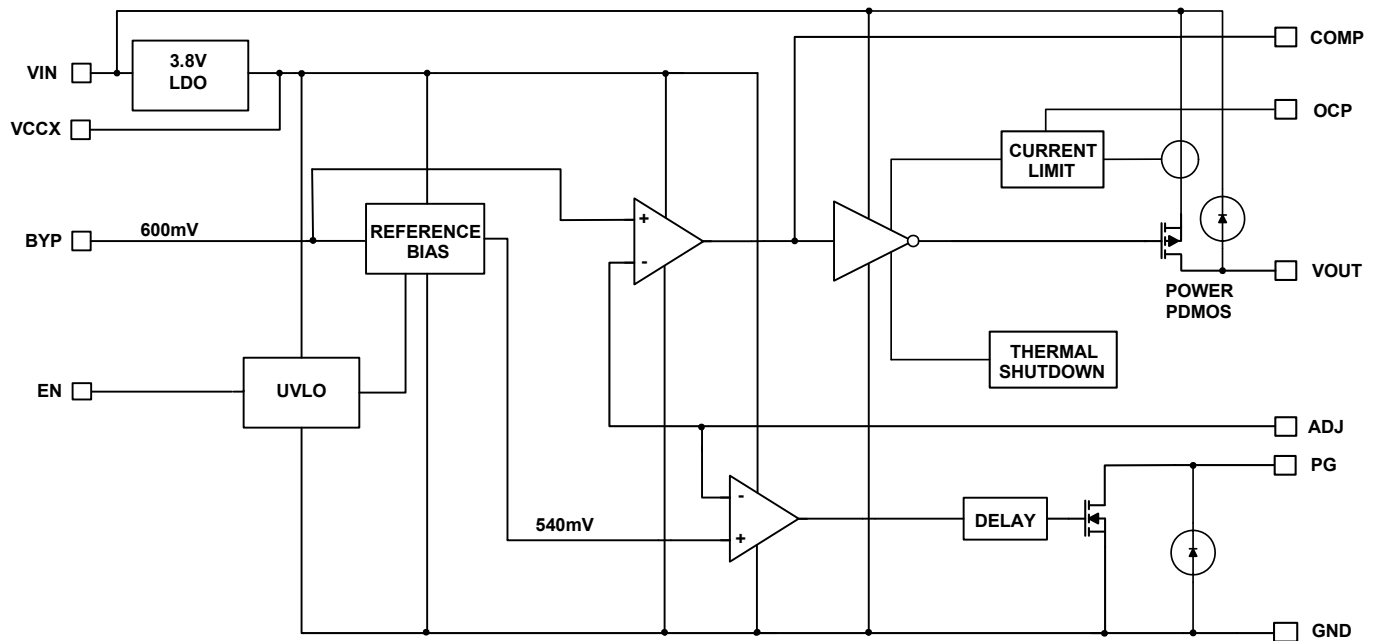 COMP
3.8V
LDO
VIN
OCP
VCCX
CURRENT
LIMIT
600mV
BYP
REFERENCE
BIAS
+
-
VOUT
POWER
PDMOS
THERMAL
SHUTDOWN
EN
UVLO
ADJ
PG
-
+
540mV
DELAY
GND